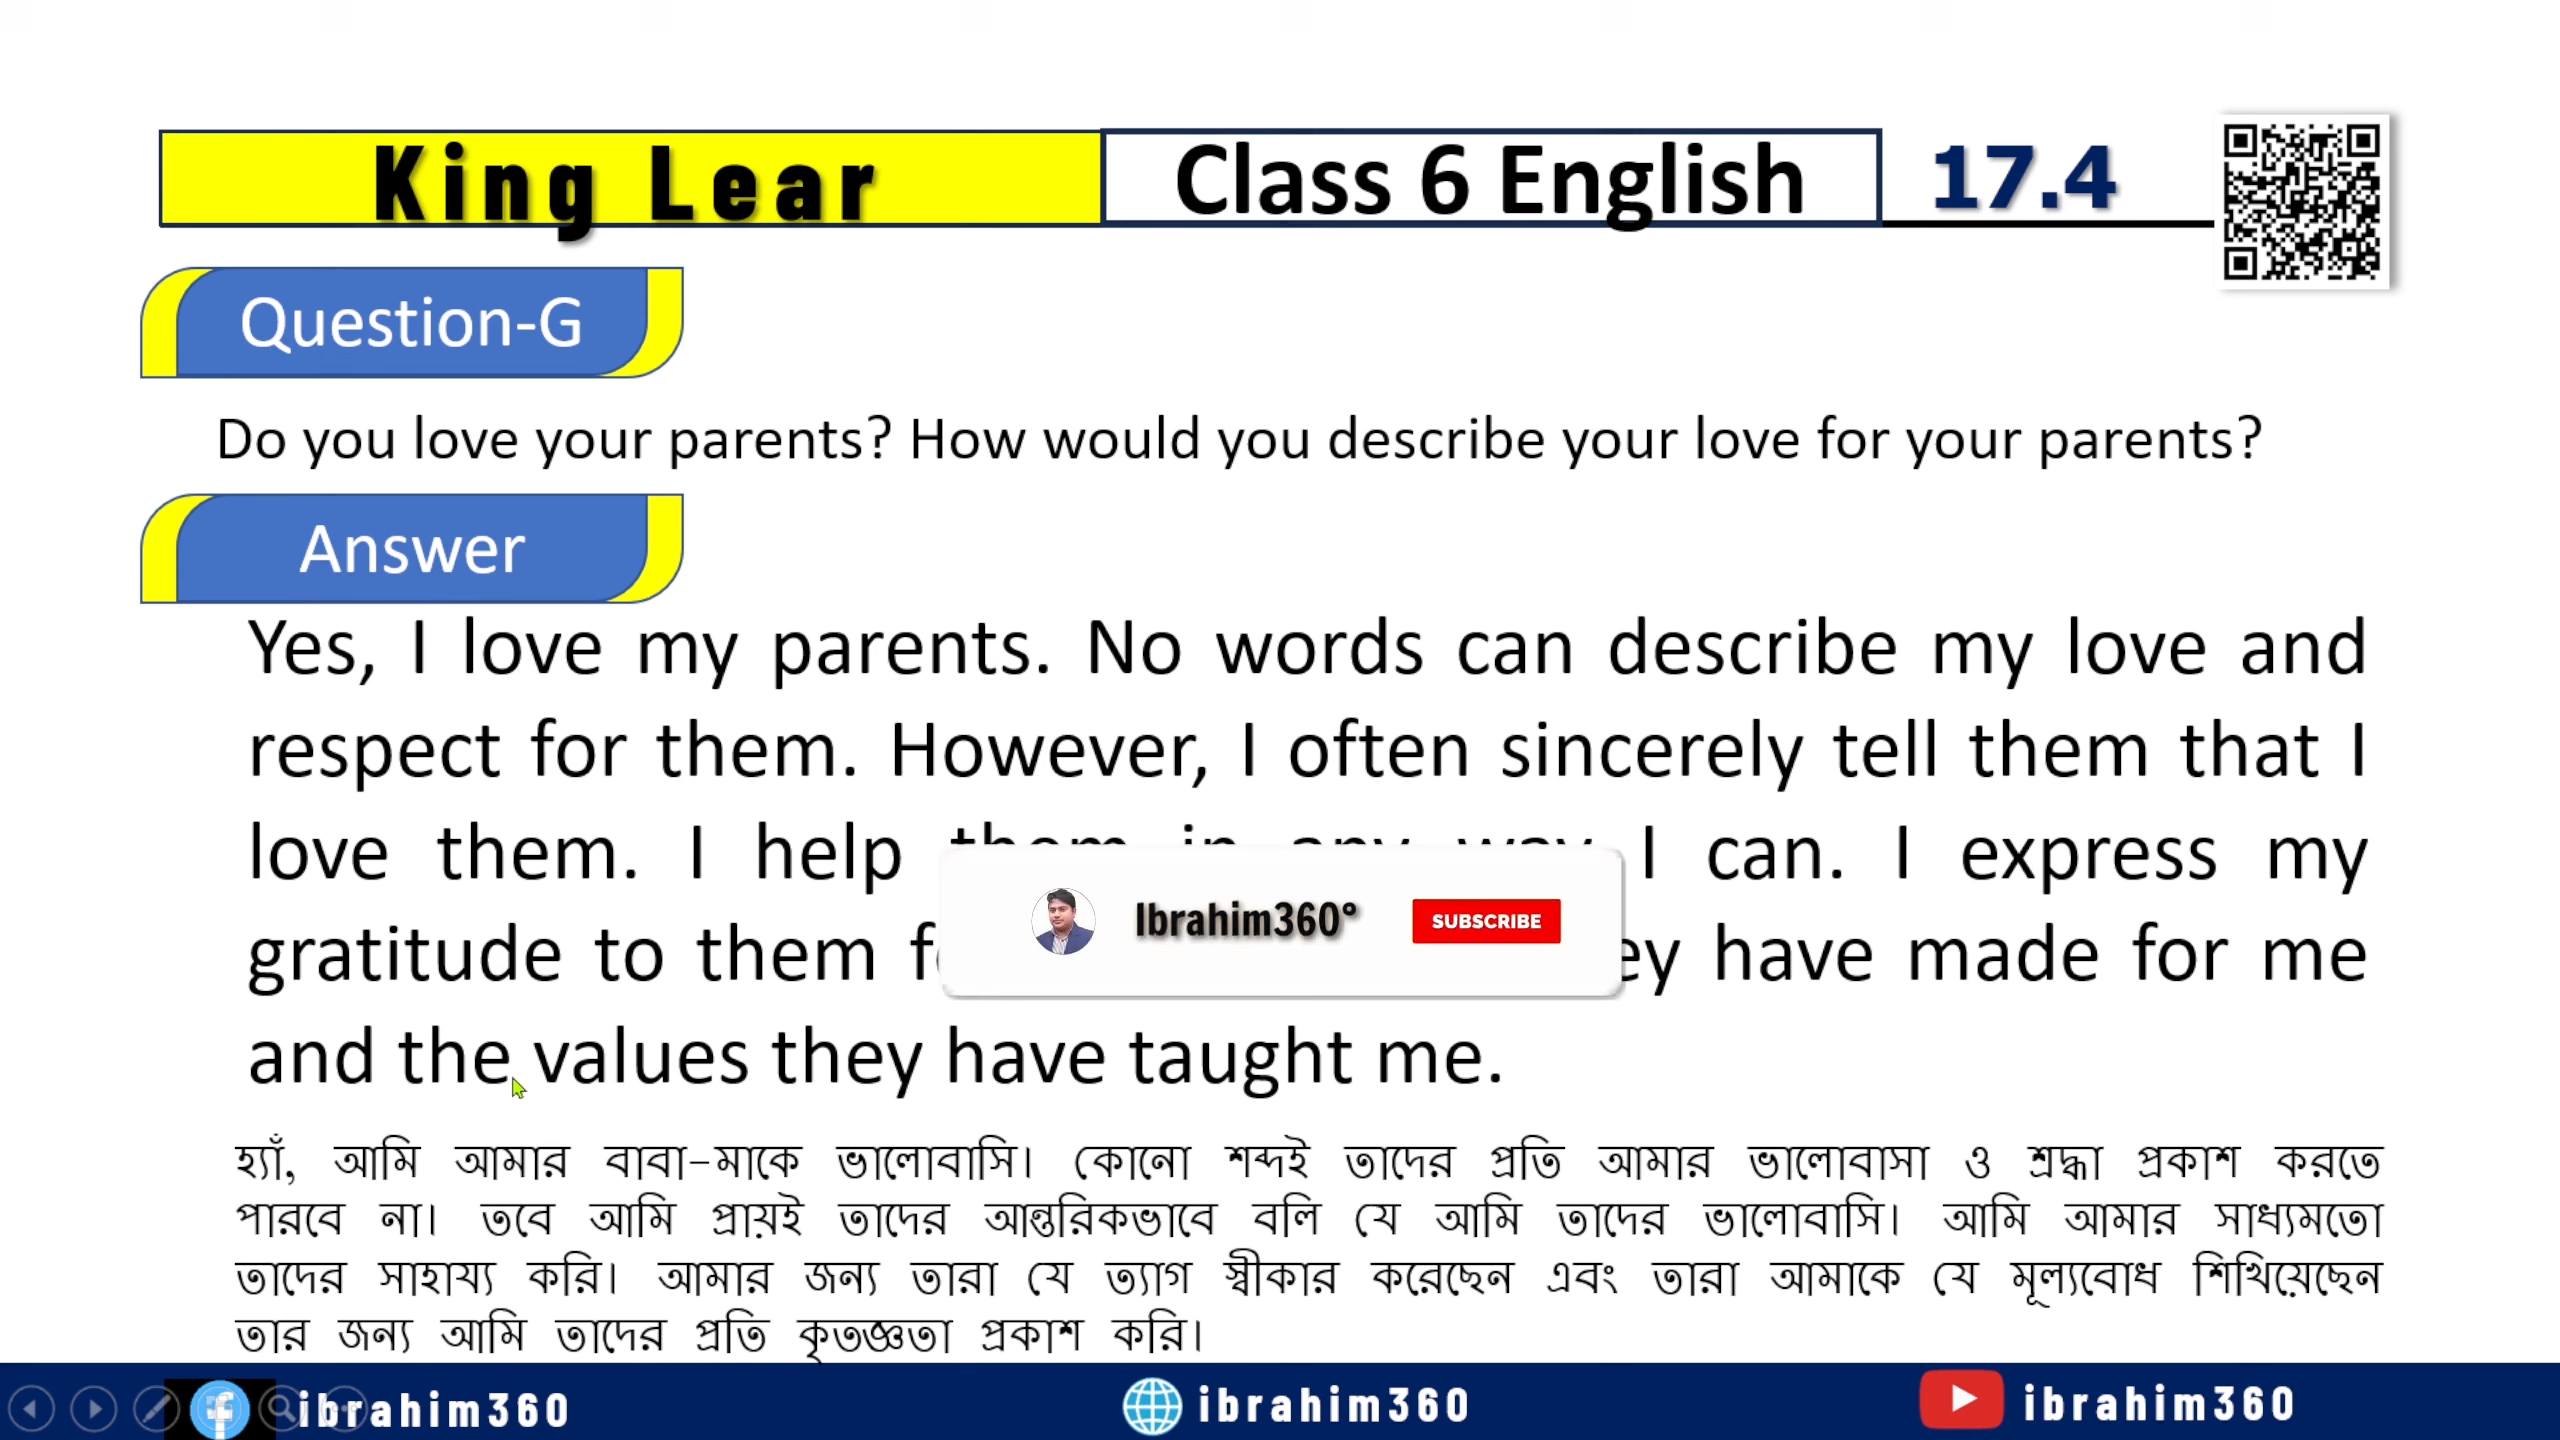 King Lear Class 6 English 17.4
Question-G
Do you love your parents? How would you describe your love for your parents?
Answer
Yes, I love my parents. No words can describe my love and
respect for them. However, I often sincerely tell them that I
love them. I help them in any way I can. I express my
gratitude to them have made for me
Ibrahim360° SUBSCRIBE
and the values they have taught me.
হ্যাঁ, আমি আমার বাবা-মাকে ভালোবাসি। কোনো শব্দই তাদের প্রতি আমার ভালোবাসা ও শ্রদ্ধা প্রকাশ করতে
পারবে না। তবে আমি প্রায়ই তাদের আন্তরিকভাবে বলি যে আমি তাদের ভালোবাসি। আমি আমার সাধ্যমতো
তাদের সাহায্য করি। আমার জন্য তারা যে ত্যাগ স্বীকার করেছেন এবং তারা আমাকে যে মূল্যবোধ শিখিয়েছেন
তার জন্য আমি তাদের প্রতি কৃতজ্ঞতা প্রকাশ করি।
ibrahim360 ibrahim360 ibrahim360